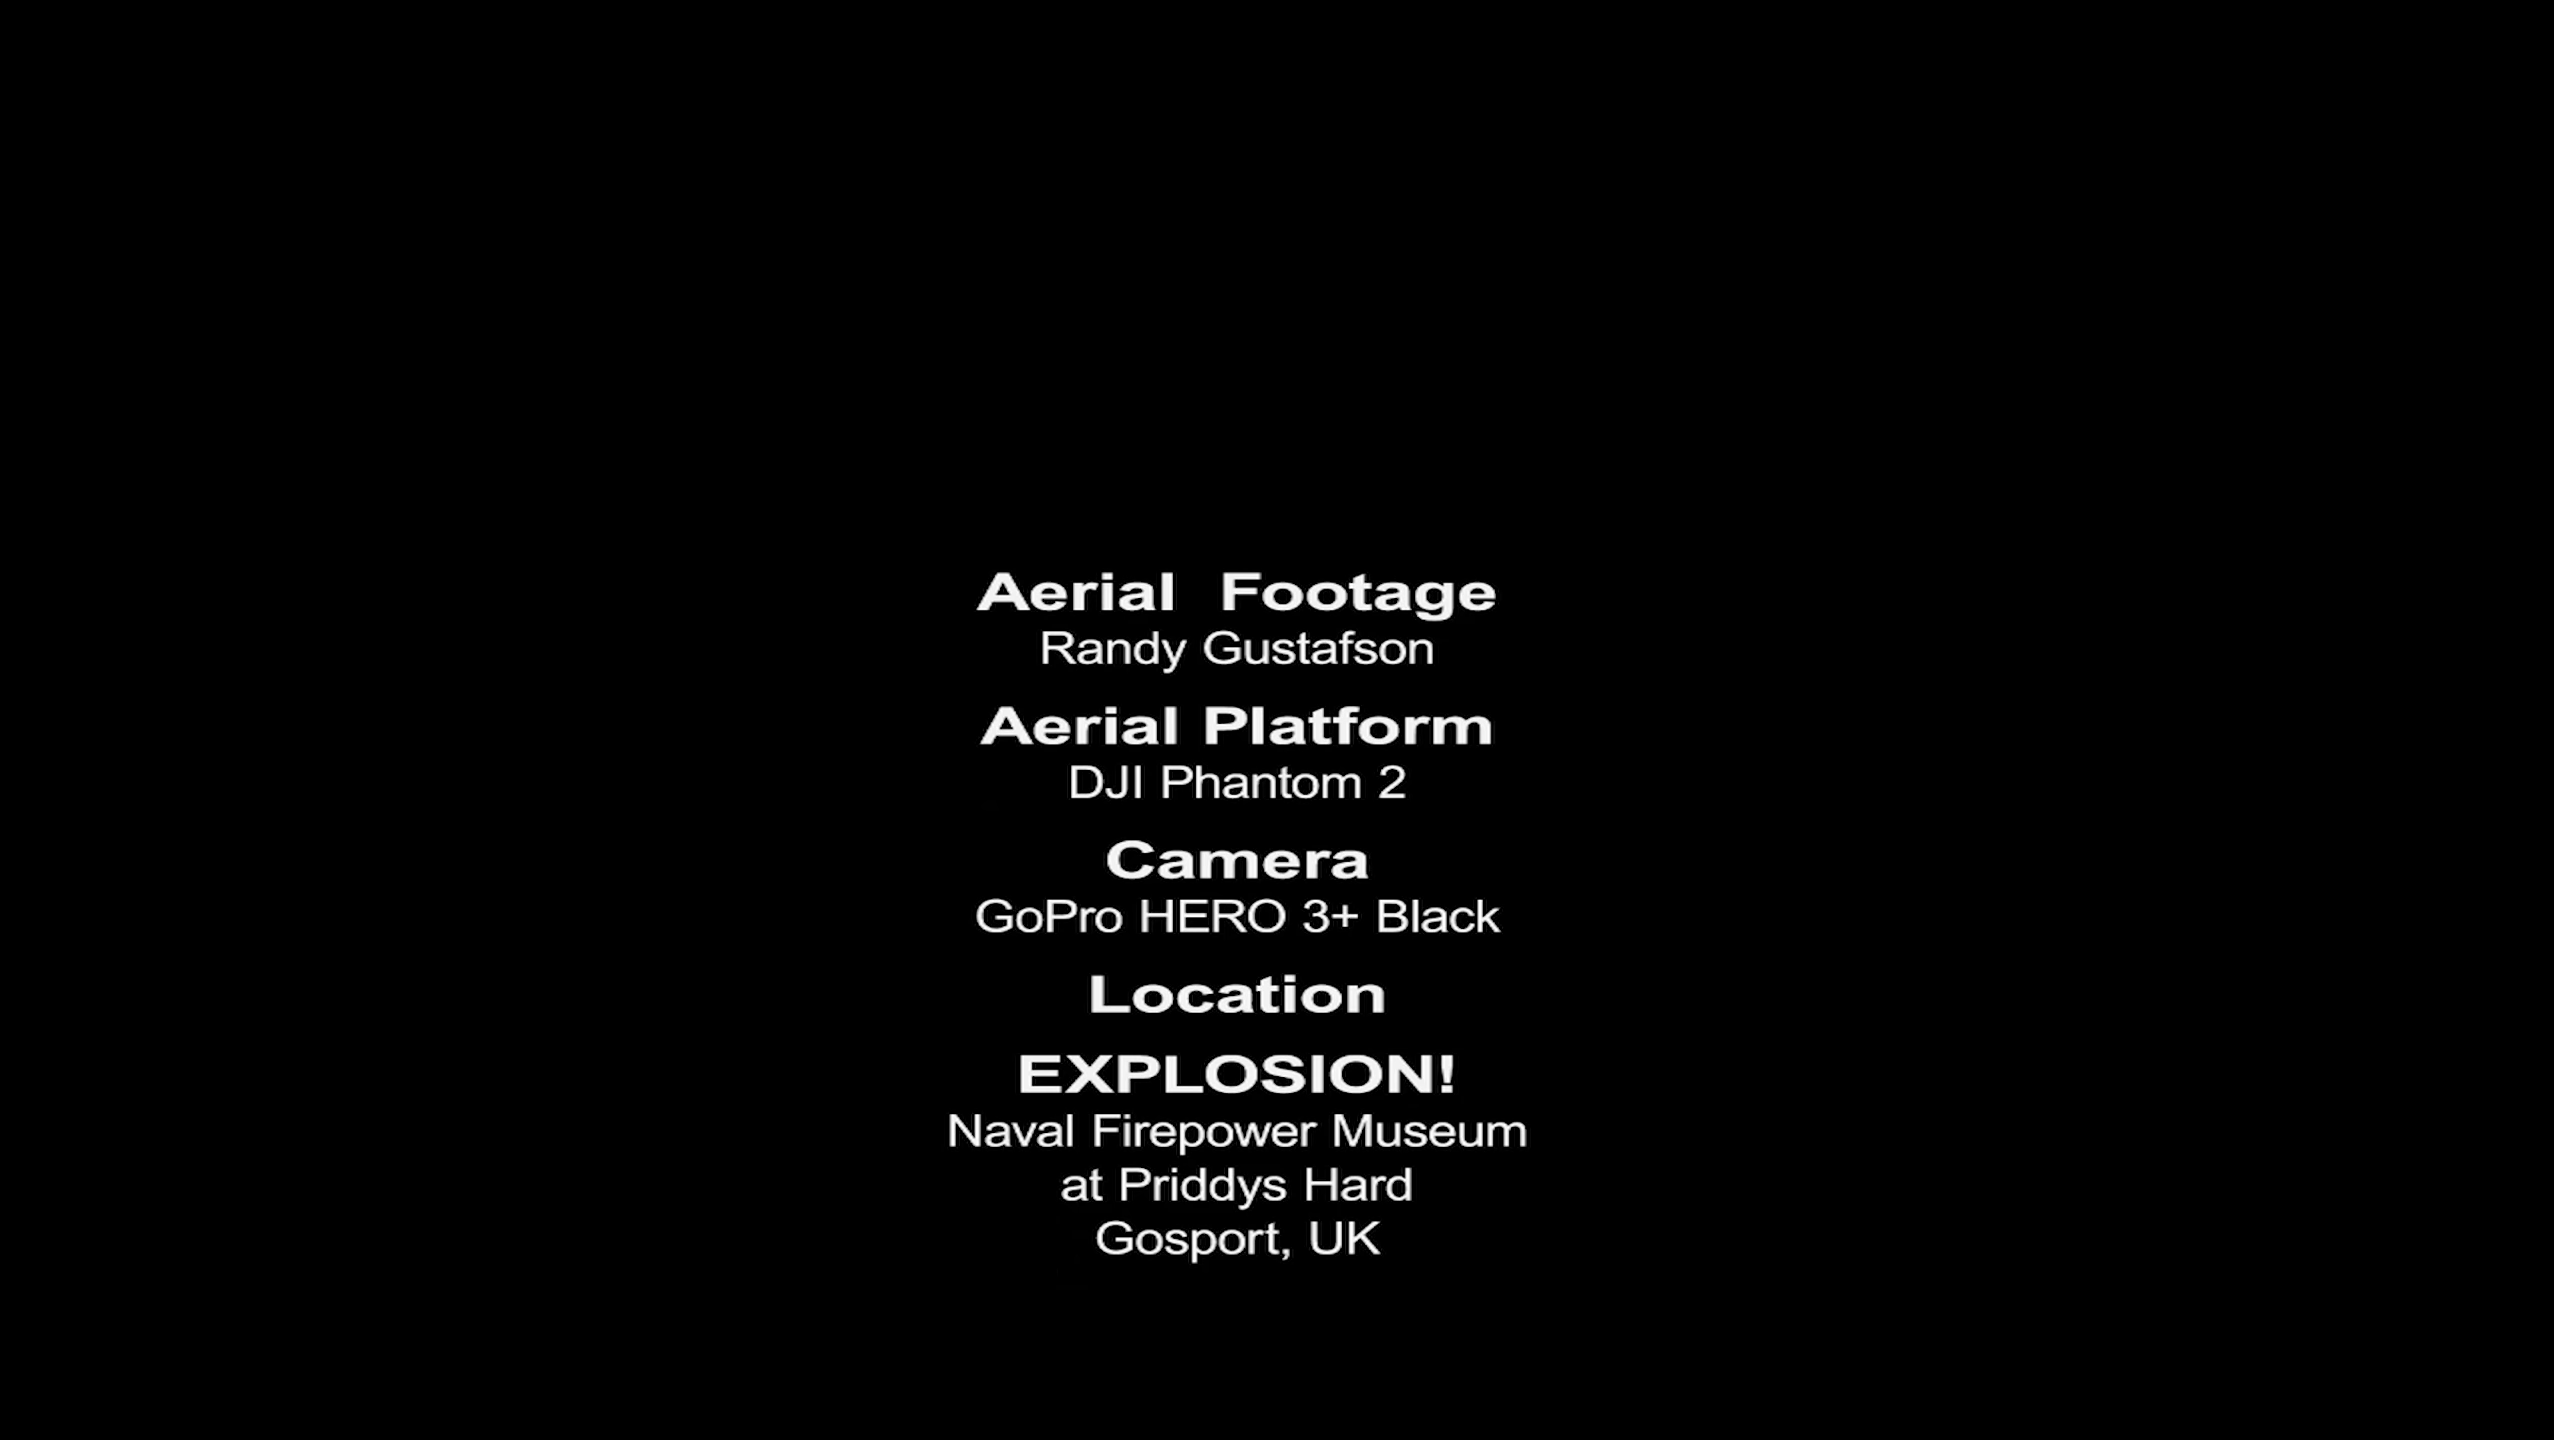 Aerial  Footage
Randy Gustafson
Aerial Platform
DJI Phantom 2
Camera
GoPro HERO 3+ Black
Location
EXPLOSION!
Naval Firepower Museum
at Priddys Hard
Gosport, UK